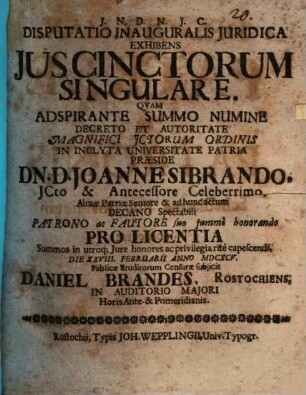 20.
J. N. D. N. J. C.
DISPUTATIO INAUGURALIS JURIDICA
EXHIBENS
JUS CINCTORUM
SINGULARE.
QVAM
ADSPIRANTE SUMMO NUMINE
DECRETO ET AUTORITATE
MAGNIFICI JCTORUM ORDINIS
IN INCLYTA UNIVERSITATE PATRIA
PRÆSIDE
DN. D. JOANNE SIBRANDO,
JCto & Antecessore Celeberrimo,
Almæ Patriæ Seniore & ad hunc actum
DECANO Spectabili
PATRONO ac FAUTORE suo summè honorando
PRO LICENTIA
Summos in utroq; Jure honores ac privilegia ritè capescendi,
DIE XXVIII. FEBRUARII ANNO MDCXCV.
Publicæ Eruditorum Censuræ subjicit
DANIEL BRANDES, ROSTOCHIENS;
IN AUDITORIO MAJORI
Horis Ante- & Pomeridianis.
Rostochii, Typis JOH. WEPPLINGII, Univ. Typogr.